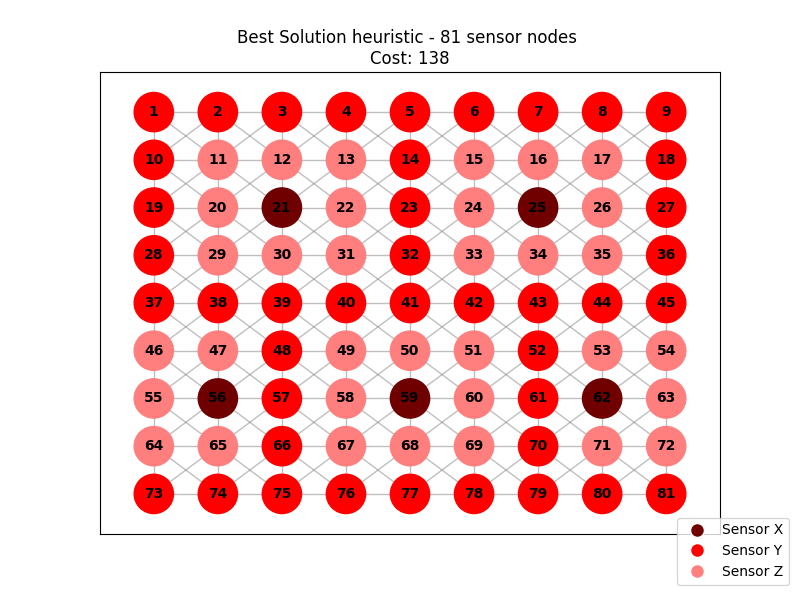 Best Solution heuristic - 81 sensor nodes
Cost: 138
1 2 3 4 5 6 7 8 9
10 11 12 13 14 15 16 17 18
19 20 21 22 23 24 25 26 27
28 29 30 31 32 33 34 35 36
37 38 39 40 41 42 43 44 45
46 47 48 49 50 51 52 53 54
55 56 57 58 59 60 61 62 63
64 65 66 67 68 69 70 71 72
73 74 75 76 77 78 79 80 81
Sensor X
Sensor Y
Sensor Z